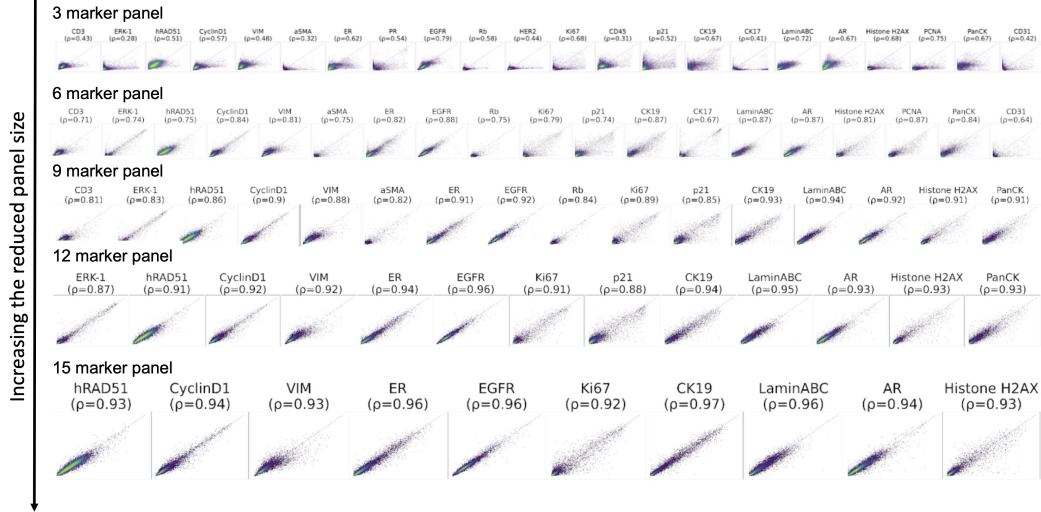 Increasing the reduced panel size
3 marker panel
CD3 ERK-1 hRAD51 CyclinD1 VIM aSMA ER PR EGFR Rb HER2 Ki67 CD45 p21 CK19 CK17 LaminABC AR Histone H2AX PCNA PanCK CD31
(ρ=0.43) (ρ=0.28) (ρ=0.51) (ρ=0.57) (ρ=0.48) (ρ=0.32) (ρ=0.62) (ρ=0.54) (ρ=0.79) (ρ=0.58) (ρ=0.44) (ρ=0.68) (ρ=0.31) (ρ=0.52) (ρ=0.67) (ρ=0.41) (ρ=0.72) (ρ=0.67) (ρ=0.68) (ρ=0.75) (ρ=0.67) (ρ=0.42)
6 marker panel
CD3 ERK-1 hRAD51 CyclinD1 VIM aSMA ER EGFR Rb Ki67 p21 CK19 CK17 LaminABC AR Histone H2AX PCNA PanCK CD31
(ρ=0.71) (ρ=0.74) (ρ=0.75) (ρ=0.84) (ρ=0.81) (ρ=0.75) (ρ=0.82) (ρ=0.88) (ρ=0.75) (ρ=0.79) (ρ=0.74) (ρ=0.87) (ρ=0.67) (ρ=0.87) (ρ=0.87) (ρ=0.81) (ρ=0.87) (ρ=0.84) (ρ=0.64)
9 marker panel
CD3 ERK-1 hRAD51 CyclinD1 VIM aSMA ER EGFR Rb Ki67 p21 CK19 LaminABC AR Histone H2AX PanCK
(ρ=0.81) (ρ=0.83) (ρ=0.86) (ρ=0.9) (ρ=0.88) (ρ=0.82) (ρ=0.91) (ρ=0.92) (ρ=0.84) (ρ=0.89) (ρ=0.85) (ρ=0.93) (ρ=0.94) (ρ=0.92) (ρ=0.91) (ρ=0.91)
12 marker panel
ERK-1 hRAD51 CyclinD1 VIM ER EGFR Ki67 p21 CK19 LaminABC AR Histone H2AX PanCK
(ρ=0.87) (ρ=0.91) (ρ=0.92) (ρ=0.92) (ρ=0.94) (ρ=0.96) (ρ=0.91) (ρ=0.88) (ρ=0.94) (ρ=0.95) (ρ=0.93) (ρ=0.93) (ρ=0.93)
15 marker panel
hRAD51 CyclinD1 VIM ER EGFR Ki67 CK19 LaminABC AR Histone H2AX
(ρ=0.93) (ρ=0.94) (ρ=0.93) (ρ=0.96) (ρ=0.96) (ρ=0.92) (ρ=0.97) (ρ=0.96) (ρ=0.94) (ρ=0.93)